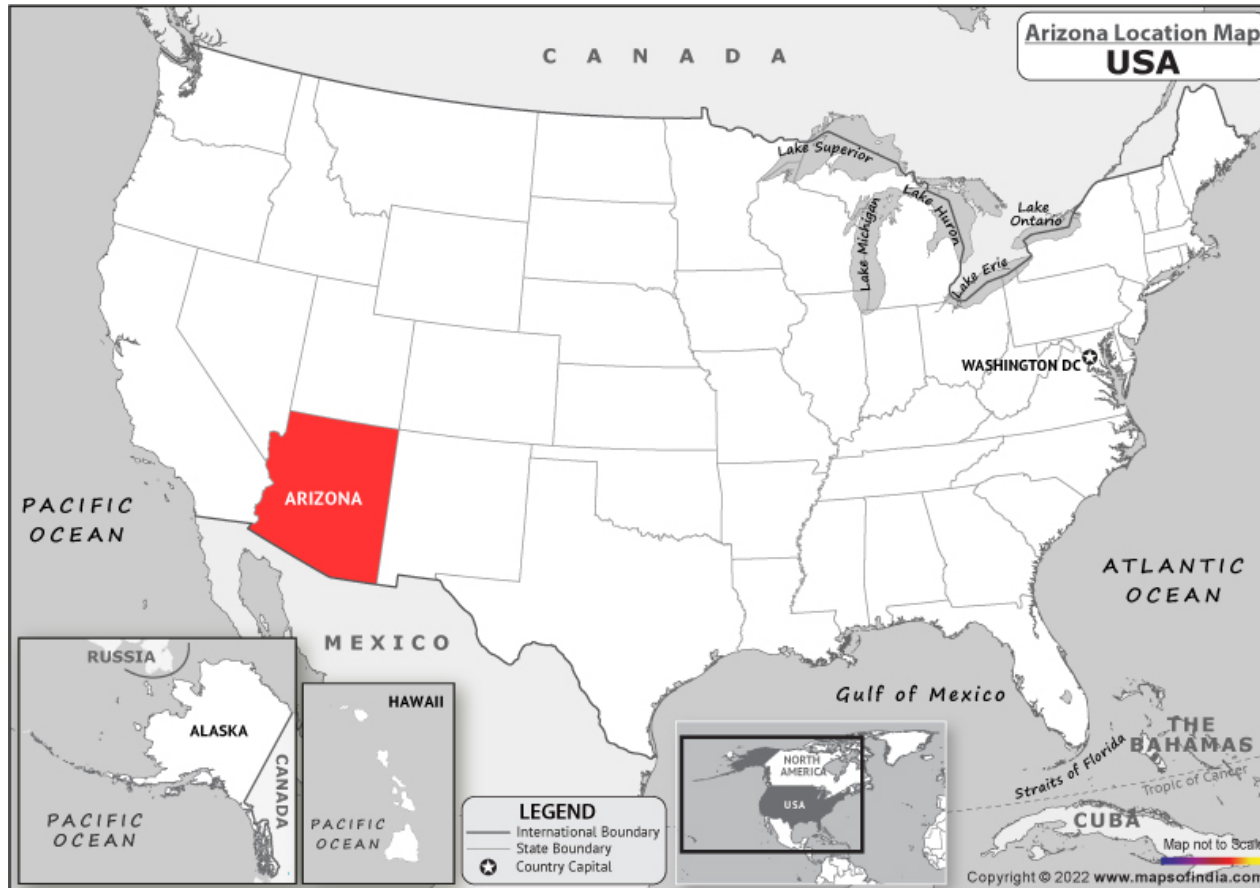 Arizona Location Map
USA
CANADA
Lake Superior
Lake Michigan
Lake Huron
Lake
Ontario
Lake Erie
WASHINGTON DC
ARIZONA
PACIFIC
OCEAN
ATLANTIC
OCEAN
MEXICO
Gulf of Mexico
RUSSIA
ALASKA
CANADA
PACIFIC
OCEAN
HAWAII
PACIFIC
OCEAN
LEGEND
International Boundary
State Boundary
Country Capital
NORTH
AMERICA
USA
THE
BAHAMAS
Straits of Florida
Tropic of Cancer
CUBA
Map not to Scale
Copyright © 2022 www.mapsofindia.com